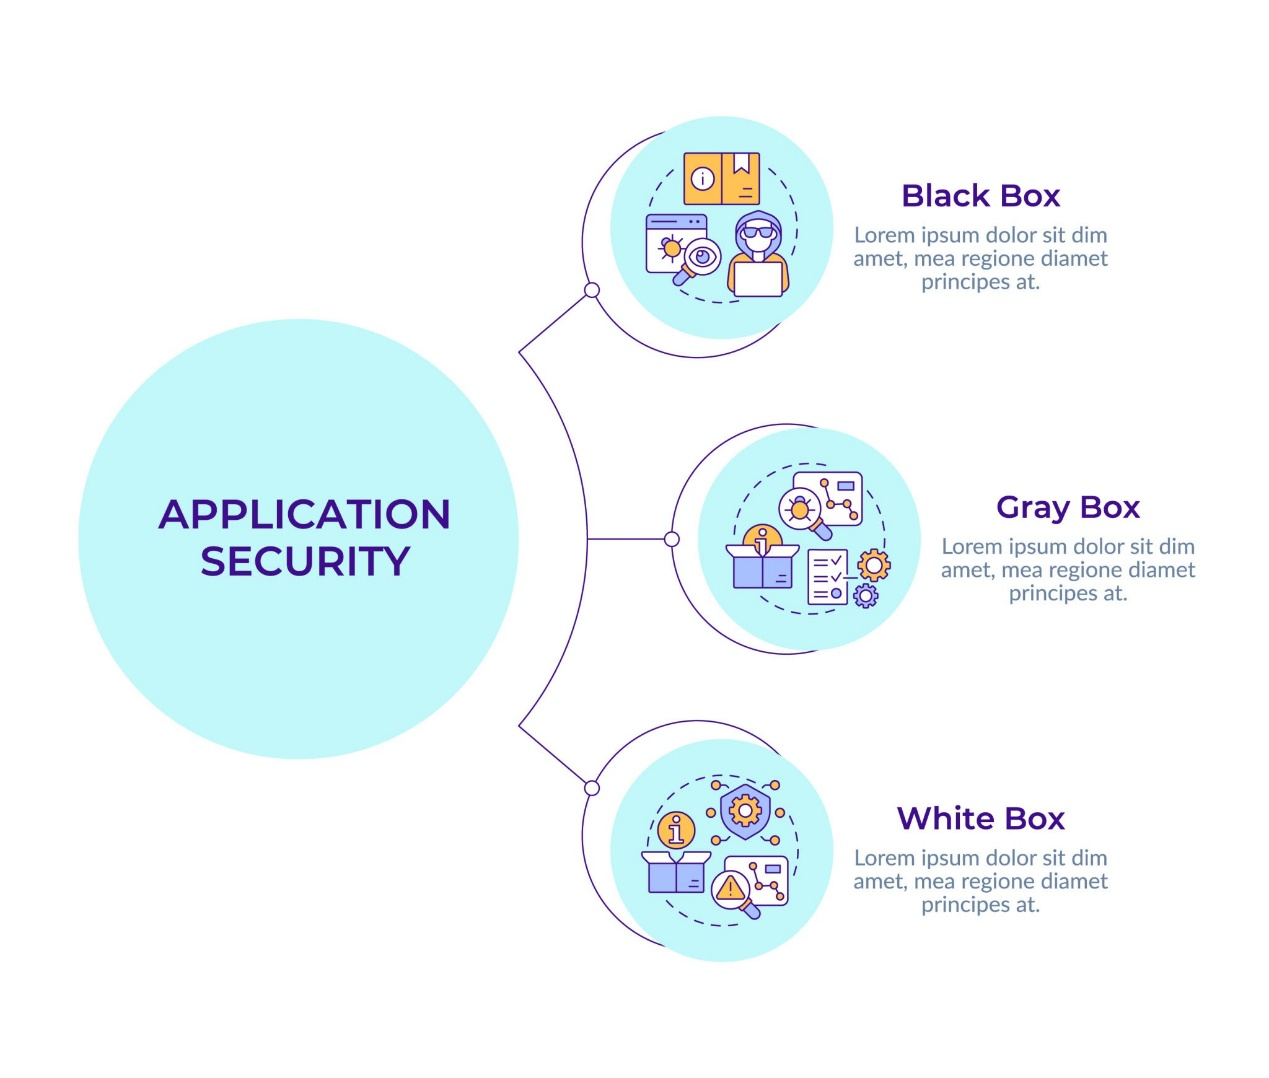 APPLICATION
SECURITY
Black Box
Lorem ipsum dolor sit dim
amet, mea regione diamet
principes at.
Gray Box
Lorem ipsum dolor sit dim
amet, mea regione diamet
principes at.
White Box
Lorem ipsum dolor sit dim
amet, mea regione diamet
principes at.